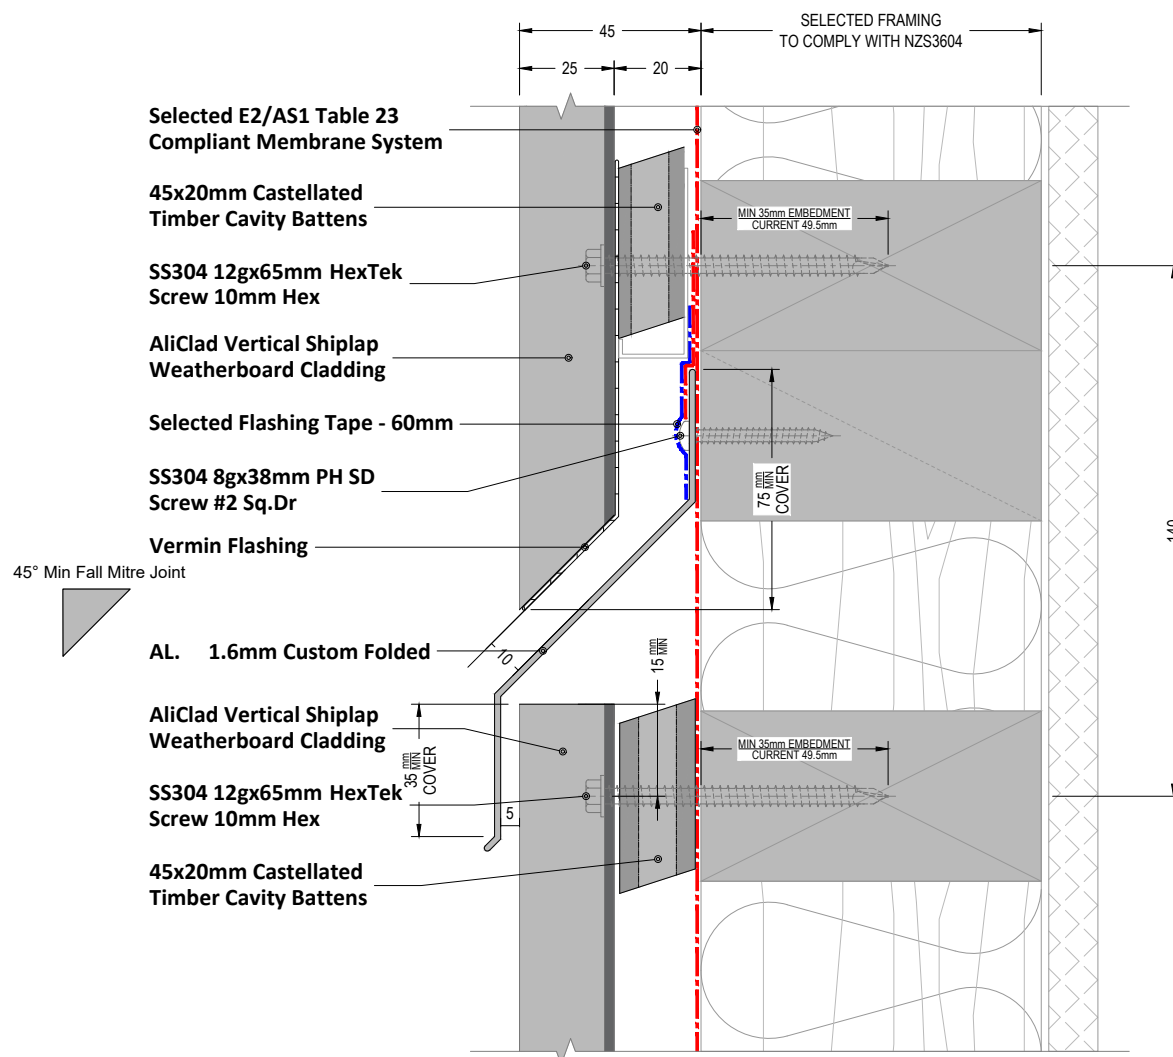 SELECTED FRAMING
TO COMPLY WITH NZS3604
45
25
20
Selected E2/AS1 Table 23
Compliant Membrane System
45x20mm Castellated
Timber Cavity Battens
MIN 35mm EMBEDMENT
CURRENT 49.5mm
SS304 12gx65mm HexTek
Screw 10mm Hex
AliClad Vertical Shiplap
Weatherboard Cladding
Selected Flashing Tape - 60mm
SS304 8gx38mm PH SD
Screw #2 Sq.Dr
75 mm MIN
COVER
140
Vermin Flashing
45° Min Fall Mitre Joint
AL. 1.6mm Custom Folded
10
15 mm MIN
AliClad Vertical Shiplap
Weatherboard Cladding
35 mm MIN
COVER
MIN 35mm EMBEDMENT
CURRENT 49.5mm
SS304 12gx65mm HexTek
Screw 10mm Hex
5
45x20mm Castellated
Timber Cavity Battens